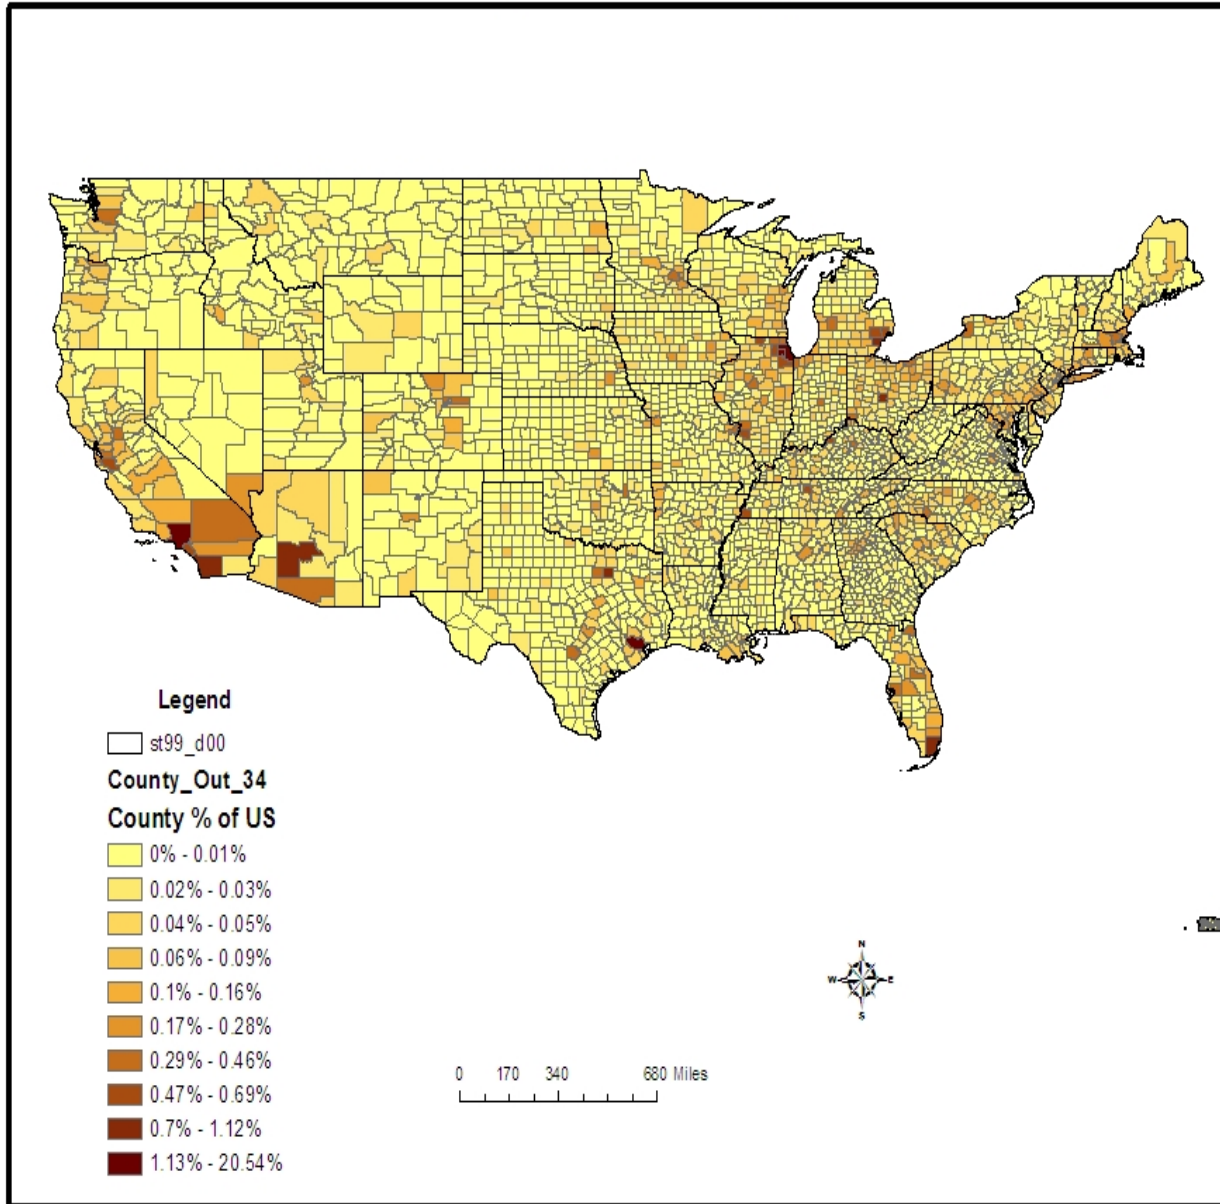 Legend
st99_d00
County_Out_34
County % of US
0% - 0.01%
0.02% - 0.03%
0.04% - 0.05%
0.06% - 0.09%
0.1% - 0.16%
0.17% - 0.28%
0.29% - 0.46%
0.47% - 0.69%
0.7% - 1.12%
1.13% - 20.54%
N
W E
S
0 170 340 680 Miles